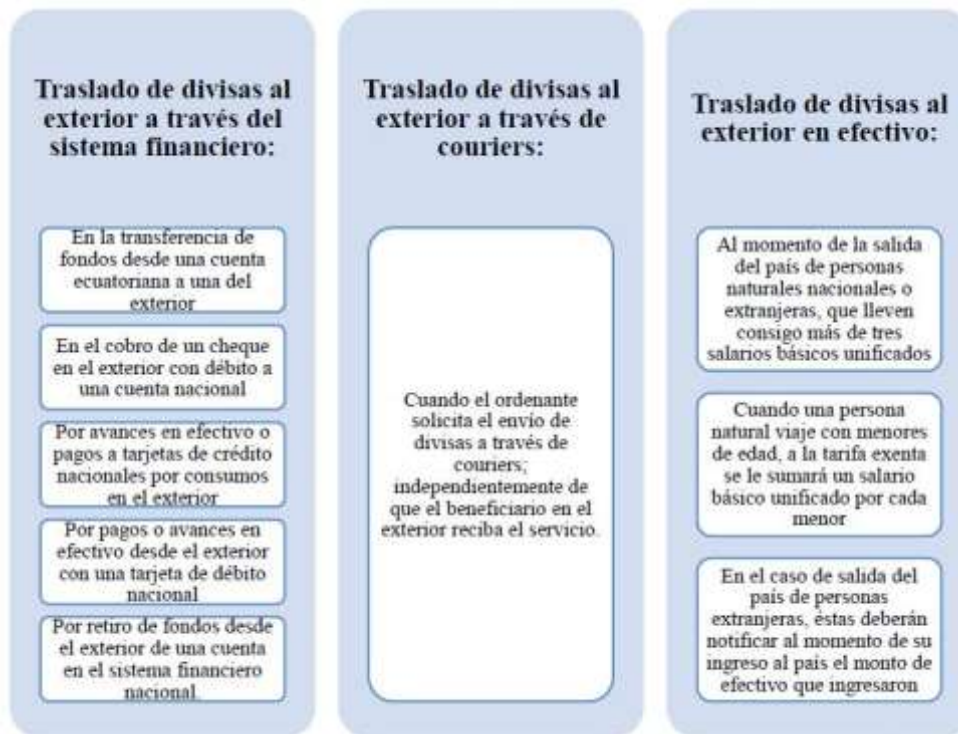 Traslado de divisas al
exterior a través del
sistema financiero:
En la transferencia de
fondos desde una cuenta
ecuatoriana a una del
exterior
En el cobro de un cheque
en el exterior con débito a
una cuenta nacional
Por avances en efectivo o
pagos a tarjetas de crédito
nacionales por consumos
en el exterior
Por pagos o avances en
efectivo desde el exterior
con una tarjeta de débito
nacional
Por retiro de fondos desde
el exterior de una cuenta
en el sistema financiero
nacional.
Traslado de divisas al
exterior a través de
couriers:
Cuando el ordenante
solicita el envío de
divisas a través de
couriers;
independientemente de
que el beneficiario en el
exterior reciba el servicio.
Traslado de divisas al
exterior en efectivo:
Al momento de la salida
del país de personas
naturales nacionales o
extranjeras, que lleven
consigo más de tres
salarios básicos unificados
Cuando una persona
natural viaje con menores
de edad, a la tarifa exenta
se le sumará un salario
básico unificado por cada
menor
En el caso de salida del
país de personas
extranjeras, éstas deberán
notificar al momento de su
ingreso al país el monto de
efectivo que ingresaron